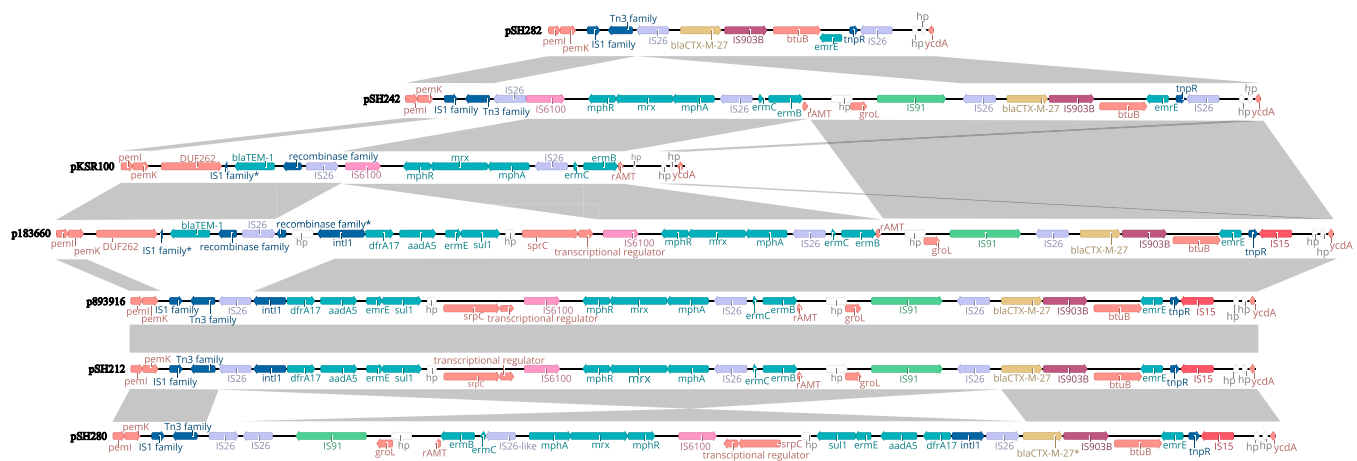 hp
Tn3 family
pSH282
pemI pemK IS1 family IS26 blaCTX-M-27 IS903B btuB emrE tnpR IS26 hp hp ycdA
pemK IS26 tnpR hp
pSH242
pemI IS1 family Tn3 family IS6100 mphR mrx mphA IS26 ermC ermB rAMT hp groL IS91 IS26 blaCTX-M-27 IS903B btuB emrE IS26 hp ycdA
pemI DUF262 blaTEM-1 recombinase family mrx IS26 ermB hp hp
pKSR100
pemK IS1 family* IS26 IS6100 mphR mphA ermC rAMT hp ycdA
blaTEM-1 IS26 recombinase family* rAMT emrE hp
p183660
pemI pemK DUF262 IS1 family* recombinase family hp intI1 dfrA17 aadA5 ermE sul1 hp srpC transcriptional regulator IS6100 mphR mrx mphA IS26 ermC ermB hp groL IS91 IS26 blaCTX-M-27 IS903B btuB tnpR IS15 hp ycdA
p893916
pemI pemK IS1 family Tn3 family IS26 intI1 dfrA17 aadA5 emrE sul1 hp srpC transcriptional regulator IS6100 mphR mrx mphA IS26 ermC ermB rAMT hp groL IS91 IS26 blaCTX-M-27 IS903B btuB emrE tnpR IS15 hp hp ycdA
pemK Tn3 family transcriptional regulator
pSH212
pemI IS1 family IS26 intI1 dfrA17 aadA5 ermE sul1 hp srpC IS6100 mphR mrx mphA IS26 ermC ermB rAMT hp groL IS91 IS26 blaCTX-M-27 IS903B btuB emrE tnpR IS15 hp hp ycdA
pemK Tn3 family
pSH280
pemI IS1 family IS26 IS26 IS91 groL hp rAMT ermB ermC IS26-like mphA mrx mphR IS6100 transcriptional regulator srpC hp sul1 ermE aadA5 dfrA17 intI1 IS26 blaCTX-M-27* IS903B btuB emrE tnpR IS15 hp hp ycdA